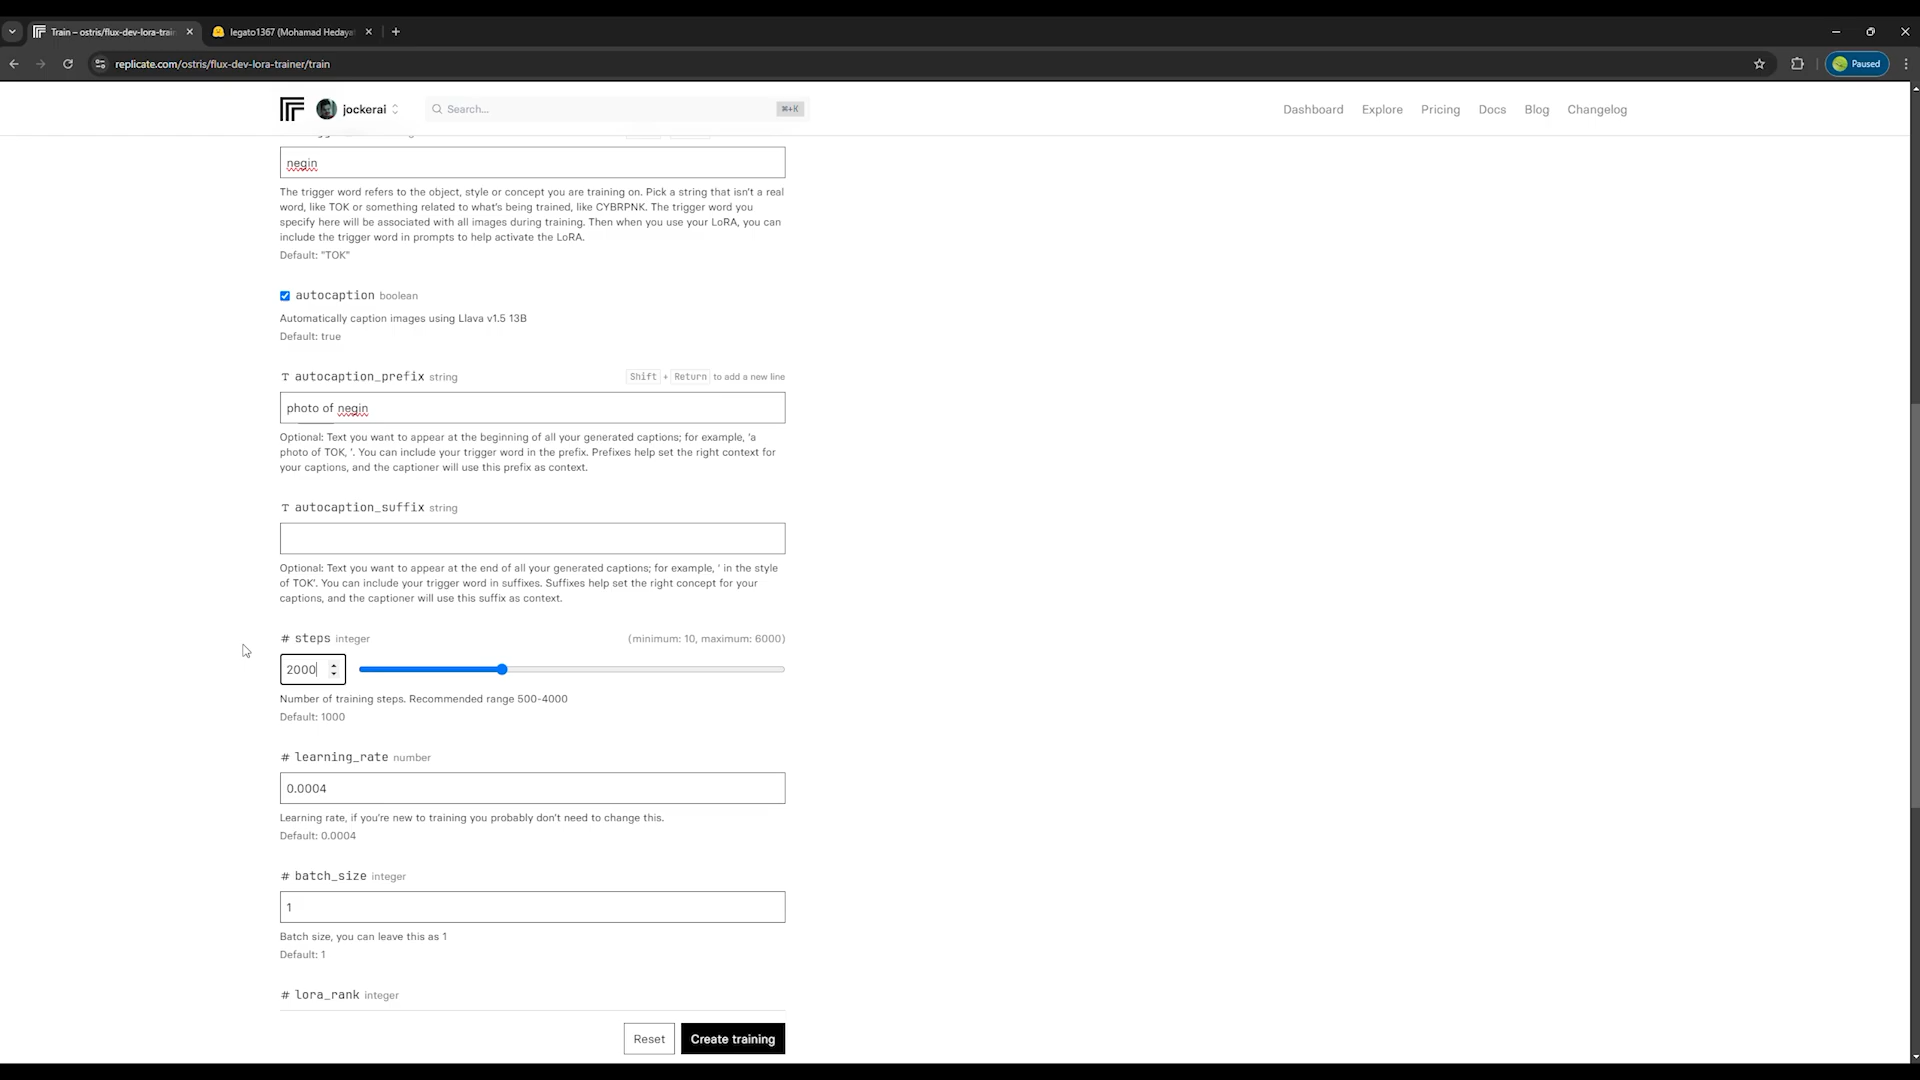 Train – ostris/flux-dev-lora-train
legato1367 (Mohamad Hedaya
replicate.com/ostris/flux-dev-lora-trainer/train
Paused
jockerai
Search...
⌘+K
Dashboard
Explore
Pricing
Docs
Blog
Changelog
negin
The trigger word refers to the object, style or concept you are training on. Pick a string that isn't a real
word, like TOK or something related to what's being trained, like CYBRPNK. The trigger word you
specify here will be associated with all images during training. Then when you use your LoRA, you can
include the trigger word in prompts to help activate the LoRA.
Default: "TOK"
autocaption boolean
Automatically caption images using Llava v1.5 13B
Default: true
T autocaption_prefix string
Shift + Return to add a new line
photo of negin
Optional: Text you want to appear at the beginning of all your generated captions; for example, 'a
photo of TOK, '. You can include your trigger word in the prefix. Prefixes help set the right context for
your captions, and the captioner will use this prefix as context.
T autocaption_suffix string
Optional: Text you want to appear at the end of all your generated captions; for example, ' in the style
of TOK'. You can include your trigger word in suffixes. Suffixes help set the right concept for your
captions, and the captioner will use this suffix as context.
# steps integer
(minimum: 10, maximum: 6000)
2000
Number of training steps. Recommended range 500-4000
Default: 1000
# learning_rate number
0.0004
Learning rate, if you're new to training you probably don't need to change this.
Default: 0.0004
# batch_size integer
1
Batch size, you can leave this as 1
Default: 1
# lora_rank integer
Reset
Create training